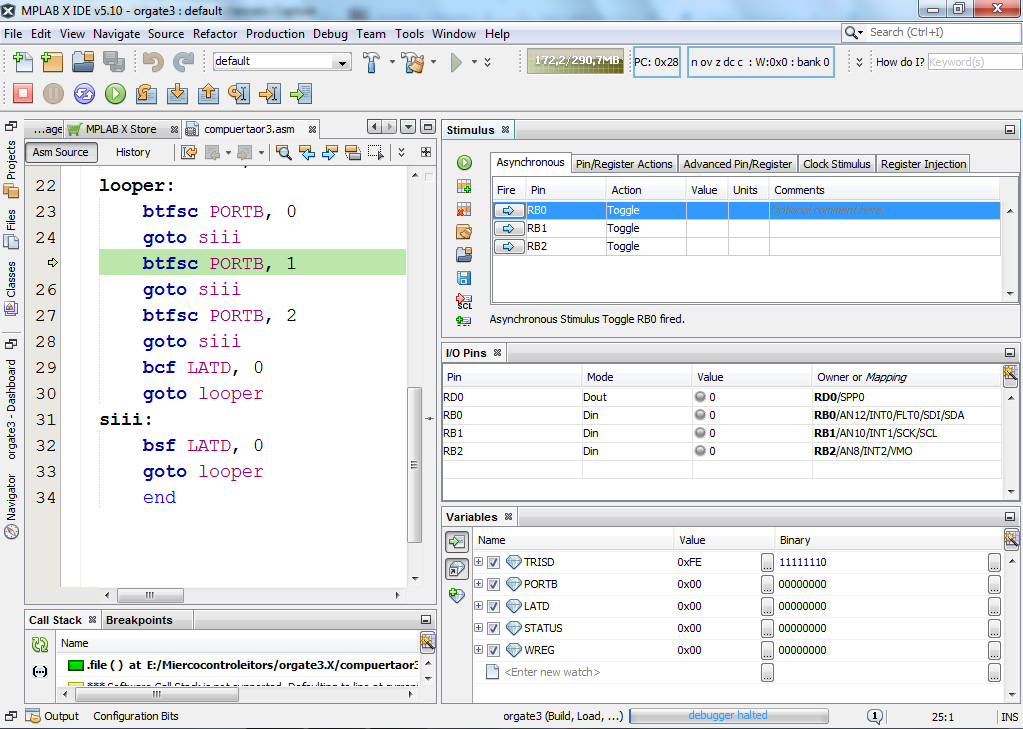 MPLAB X IDE v5.10 - orgate3 : default
File Edit View Navigate Source Refactor Production Debug Team Tools Window Help
Search (Ctrl+I)
default
172,2/290,7MB
PC: 0x28
n ov z dc c : W:0x0 : bank 0
How do I?
Keyword(s)
...age
MPLAB X Store
compuertaor3.asm
Asm Source
History
Projects
Files
Classes
orgate3 - Dashboard
Navigator
22 looper:
23 btfsc PORTB, 0
24 goto siii
btfsc PORTB, 1
26 goto siii
27 btfsc PORTB, 2
28 goto siii
29 bcf LATD, 0
30 goto looper
31 siii:
32 bsf LATD, 0
33 goto looper
34 end
Call Stack
Breakpoints
Name
.file ( ) at E:/Miercocontroleitors/orgate3.X/compuertaor3
*** Software Call Stack is not supported. Defaulting to line at curren
Stimulus
Asynchronous Pin/Register Actions Advanced Pin/Register Clock Stimulus Register Injection
Fire Pin Action Value Units Comments
RB0 Toggle Optional comment here
RB1 Toggle
RB2 Toggle
SCL
Asynchronous Stimulus Toggle RB0 fired.
I/O Pins
Pin Mode Value Owner or Mapping
RD0 Dout 0 RD0/SPP0
RB0 Din 0 RB0/AN12/INT0/FLT0/SDI/SDA
RB1 Din 0 RB1/AN10/INT1/SCK/SCL
RB2 Din 0 RB2/AN8/INT2/VMO
Variables
Name Value Binary
TRISD 0xFE ... 11111110 ...
PORTB 0x00 ... 00000000 ...
LATD 0x00 ... 00000000 ...
STATUS 0x00 ... 00000000 ...
WREG 0x00 ... 00000000 ...
<Enter new watch> ... ...
Output
Configuration Bits
orgate3 (Build, Load, ...)
debugger halted
1
25:1
INS